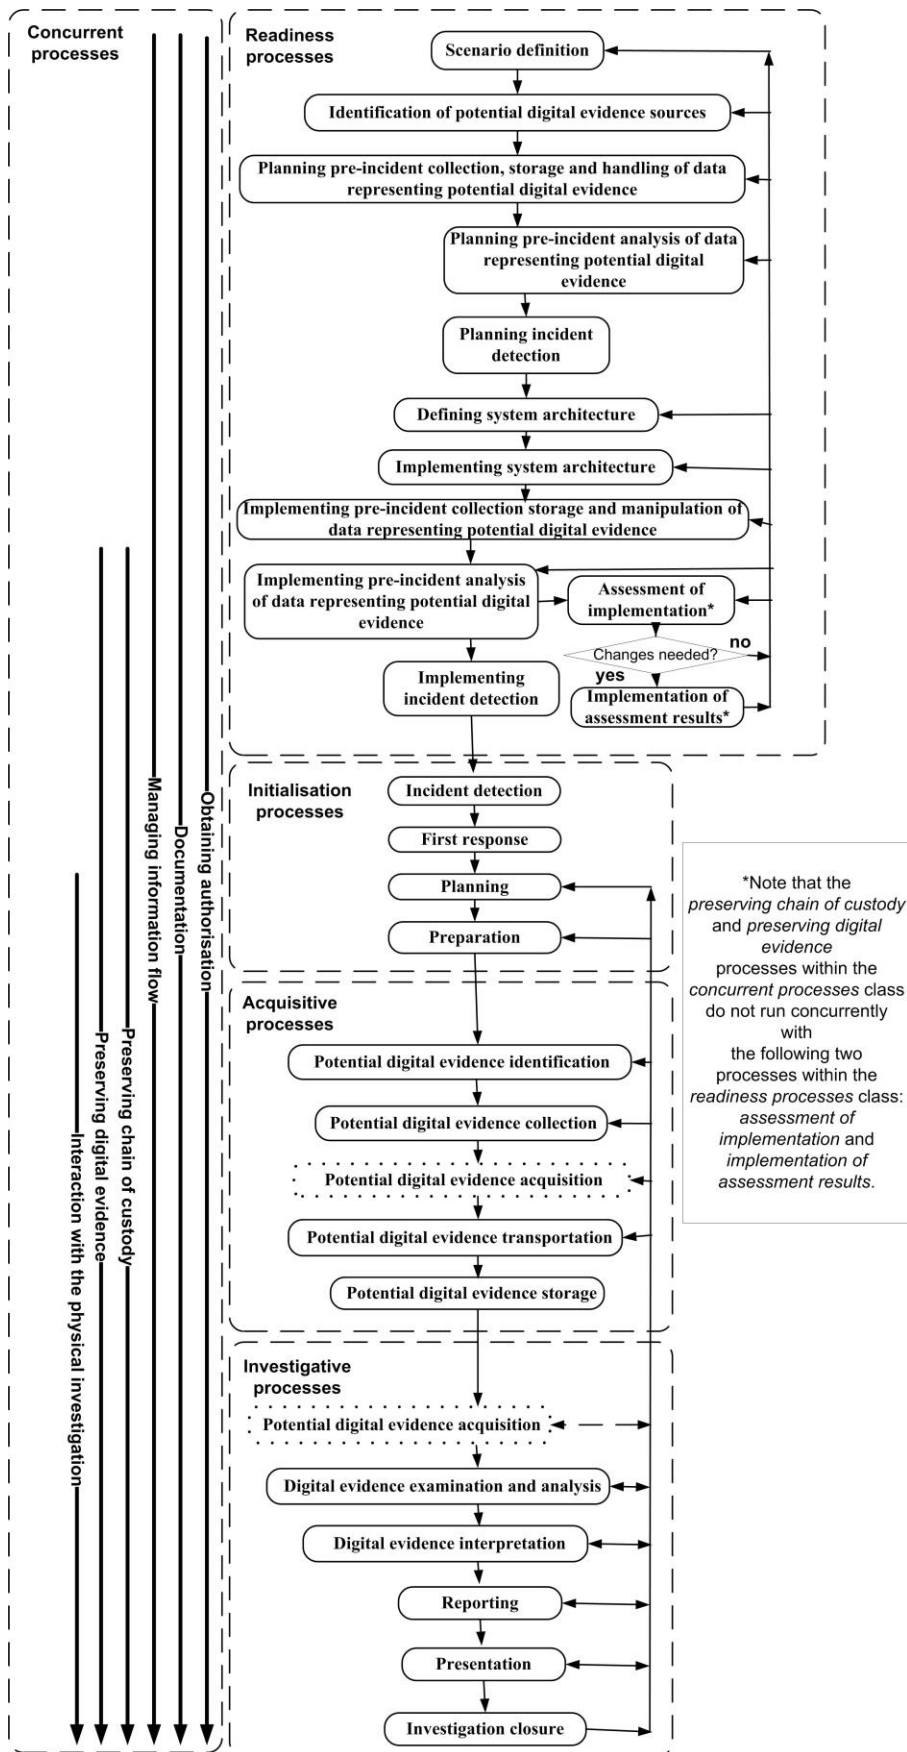 Concurrent
processes
Obtaining authorisation
Documentation
Managing information flow
Preserving chain of custody
Preserving digital evidence
Interaction with the physical investigation
Readiness
processes
Scenario definition
Identification of potential digital evidence sources
Planning pre-incident collection, storage and handling of data
representing potential digital evidence
Planning pre-incident analysis of data
representing potential digital
evidence
Planning incident
detection
Defining system architecture
Implementing system architecture
Implementing pre-incident collection storage and manipulation of
data representing potential digital evidence
Implementing pre-incident analysis
of data representing potential digital
evidence
Assessment of
implementation*
Changes needed?
no
yes
Implementing
incident detection
Implementation of
assessment results*
Initialisation
processes
Incident detection
First response
Planning
Preparation
Acquisitive
processes
Potential digital evidence identification
Potential digital evidence collection
Potential digital evidence acquisition
Potential digital evidence transportation
Potential digital evidence storage
Investigative
processes
Potential digital evidence acquisition
Digital evidence examination and analysis
Digital evidence interpretation
Reporting
Presentation
Investigation closure
*Note that the
preserving chain of custody
and preserving digital
evidence
processes within the
concurrent processes class
do not run concurrently
with
the following two
processes within the
readiness processes class:
assessment of
implementation and
implementation of
assessment results.